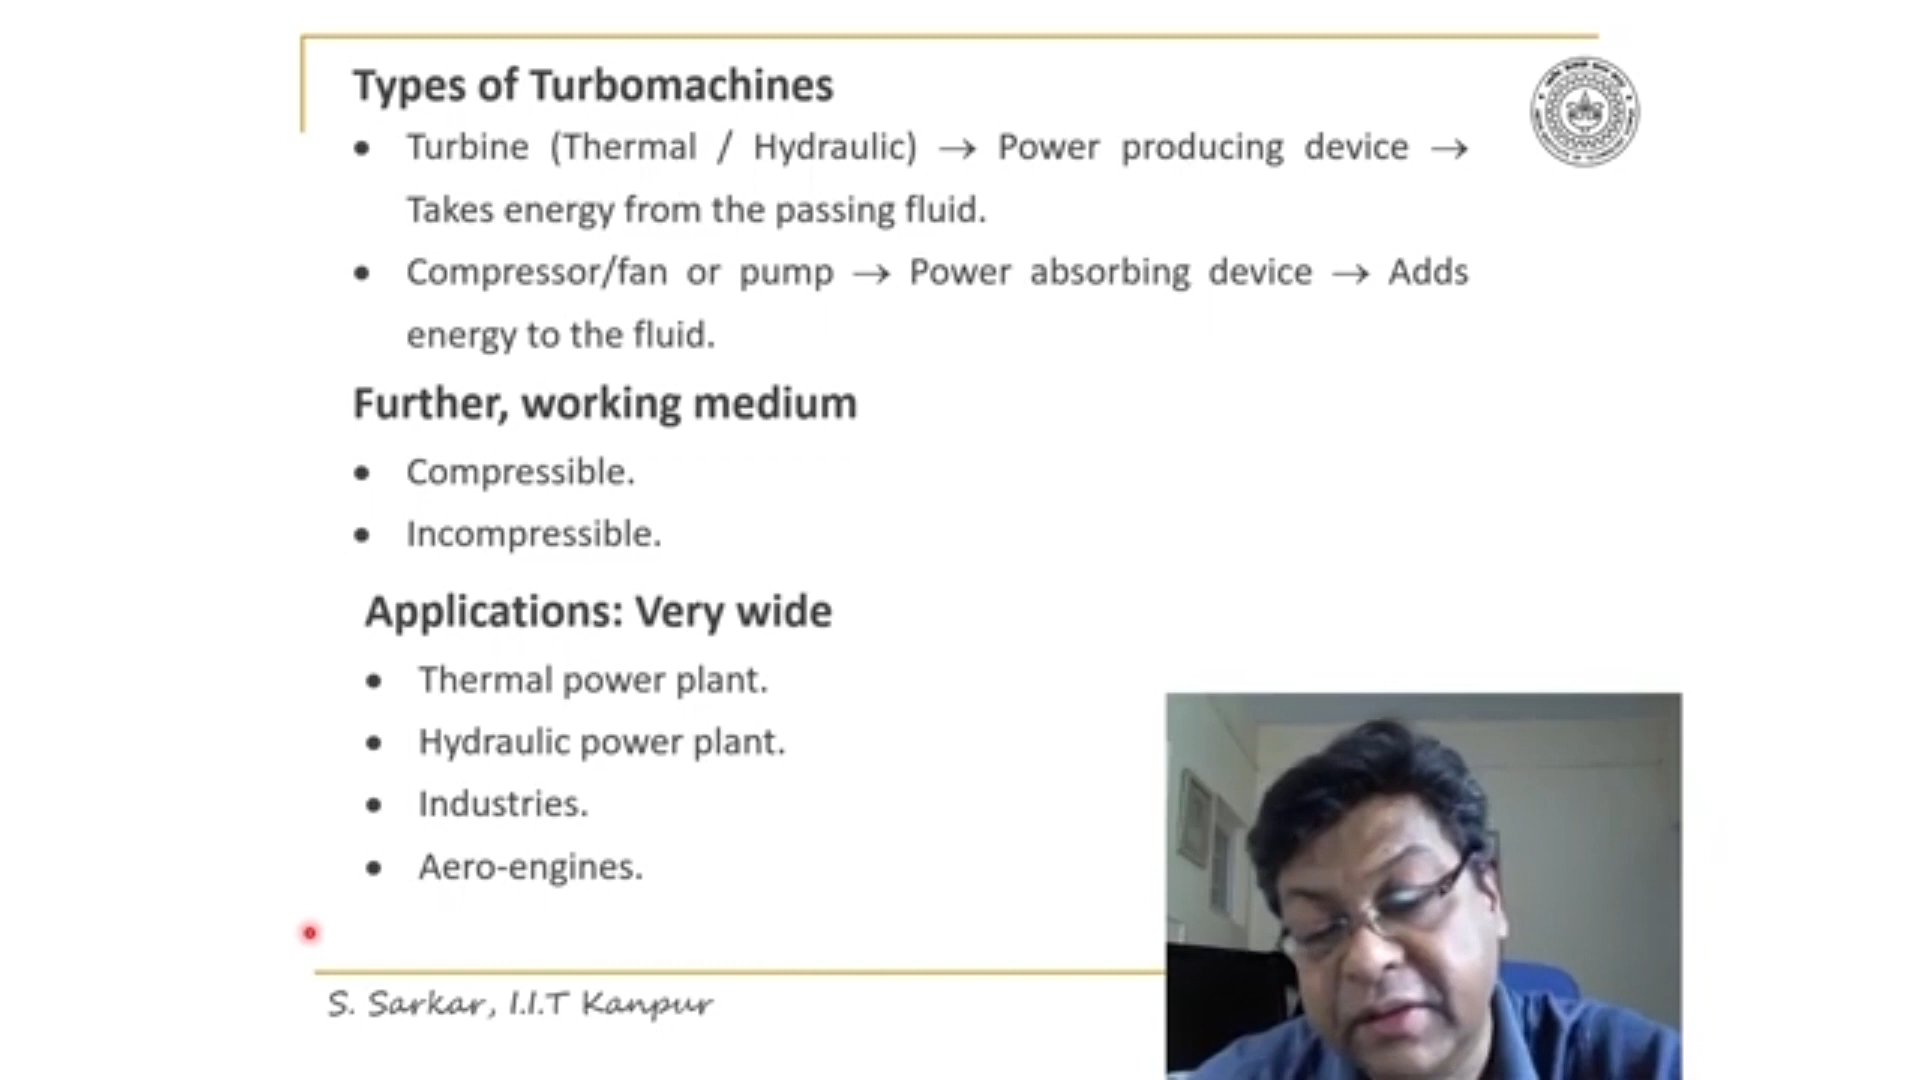 Types of Turbomachines
• Turbine (Thermal / Hydraulic) → Power producing device →
Takes energy from the passing fluid.
• Compressor/fan or pump → Power absorbing device → Adds
energy to the fluid.
Further, working medium
• Compressible.
• Incompressible.
Applications: Very wide
• Thermal power plant.
• Hydraulic power plant.
• Industries.
• Aero-engines.
S. Sarkar, I.I.T Kanpur